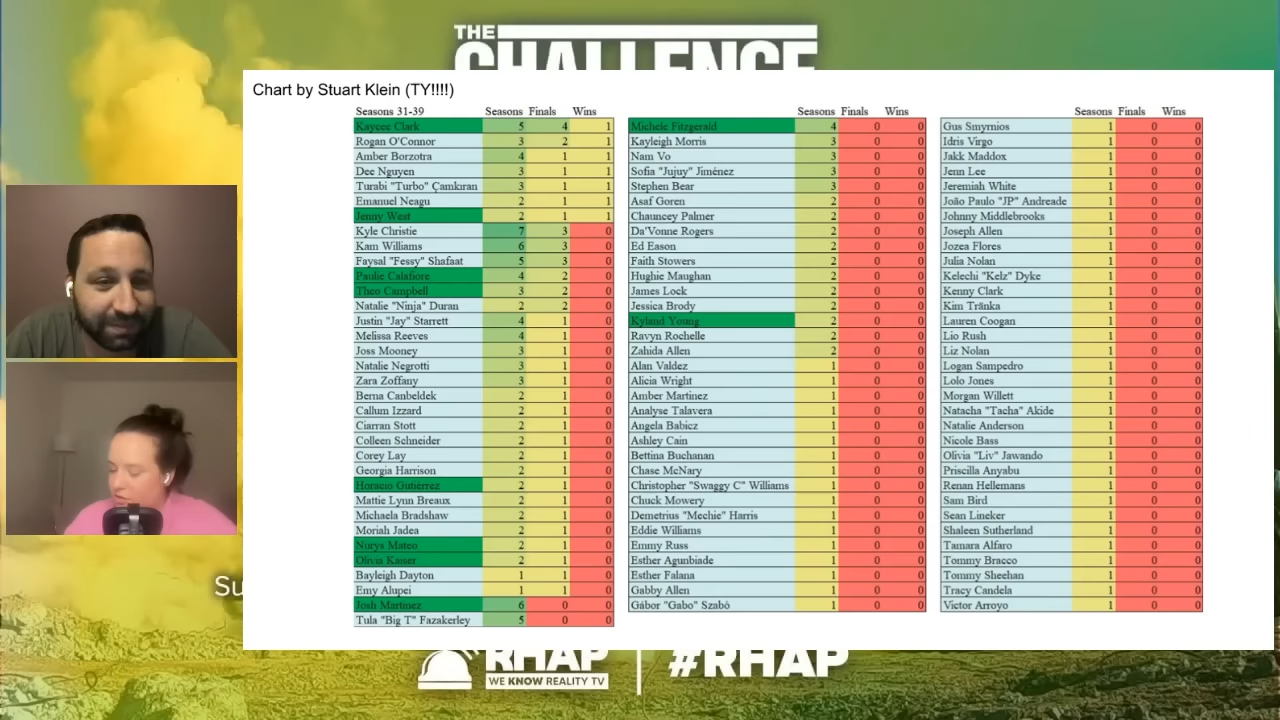 THE
CHALLENGE
Chart by Stuart Klein (TY!!!!)
Seasons 31-39 Seasons Finals Wins
Kaycee Clark 5 4 1
Rogan O'Connor 3 2 1
Amber Borzotra 4 1 1
Dee Nguyen 3 1 1
Turabi "Turbo" Çamkıran 3 1 1
Emanuel Neagu 2 1 1
Jenny West 2 1 1
Kyle Christie 7 3 0
Kam Williams 6 3 0
Faysal "Fessy" Shafaat 5 3 0
Paulie Calafiore 4 2 0
Theo Campbell 3 2 0
Natalie "Ninja" Duran 2 2 0
Justin "Jay" Starrett 4 1 0
Melissa Reeves 4 1 0
Joss Mooney 3 1 0
Natalie Negrotti 3 1 0
Zara Zoffany 3 1 0
Berna Canbeldek 2 1 0
Callum Izzard 2 1 0
Ciarran Stott 2 1 0
Colleen Schneider 2 1 0
Corey Lay 2 1 0
Georgia Harrison 2 1 0
Horacio Gutiérrez 2 1 0
Mattie Lynn Breaux 2 1 0
Michaela Bradshaw 2 1 0
Moriah Jadea 2 1 0
Nurys Mateo 2 1 0
Olivia Kaiser 2 1 0
Bayleigh Dayton 1 1 0
Emy Alupei 1 1 0
Josh Martinez 6 0 0
Tula "Big T" Fazakerley 5 0 0
Seasons Finals Wins
Michele Fitzgerald 4 0 0
Kayleigh Morris 3 0 0
Nam Vo 3 0 0
Sofia "Jujuy" Jiménez 3 0 0
Stephen Bear 3 0 0
Asaf Goren 2 0 0
Chauncey Palmer 2 0 0
Da'Vonne Rogers 2 0 0
Ed Eason 2 0 0
Faith Stowers 2 0 0
Hughie Maughan 2 0 0
James Lock 2 0 0
Jessica Brody 2 0 0
Kyland Young 2 0 0
Ravyn Rochelle 2 0 0
Zahida Allen 2 0 0
Alan Valdez 1 0 0
Alicia Wright 1 0 0
Amber Martinez 1 0 0
Analyse Talavera 1 0 0
Angela Babicz 1 0 0
Ashley Cain 1 0 0
Bettina Buchanan 1 0 0
Chase McNary 1 0 0
Christopher "Swaggy C" Williams 1 0 0
Chuck Mowery 1 0 0
Demetrius "Mechie" Harris 1 0 0
Eddie Williams 1 0 0
Emmy Russ 1 0 0
Esther Agunbiade 1 0 0
Esther Falana 1 0 0
Gabby Allen 1 0 0
Gábor "Gabo" Szabó 1 0 0
Seasons Finals Wins
Gus Smyrnios 1 0 0
Idris Virgo 1 0 0
Jakk Maddox 1 0 0
Jenn Lee 1 0 0
Jeremiah White 1 0 0
João Paulo "JP" Andreade 1 0 0
Johnny Middlebrooks 1 0 0
Joseph Allen 1 0 0
Jozea Flores 1 0 0
Julia Nolan 1 0 0
Kelechi "Kelz" Dyke 1 0 0
Kenny Clark 1 0 0
Kim Tränka 1 0 0
Lauren Coogan 1 0 0
Lio Rush 1 0 0
Liz Nolan 1 0 0
Logan Sampedro 1 0 0
Lolo Jones 1 0 0
Morgan Willett 1 0 0
Natacha "Tacha" Akide 1 0 0
Natalie Anderson 1 0 0
Nicole Bass 1 0 0
Olivia "Liv" Jawando 1 0 0
Priscilla Anyabu 1 0 0
Renan Hellemans 1 0 0
Sam Bird 1 0 0
Sean Lineker 1 0 0
Shaleen Sutherland 1 0 0
Tamara Alfaro 1 0 0
Tommy Bracco 1 0 0
Tommy Sheehan 1 0 0
Tracy Candela 1 0 0
Victor Arroyo 1 0 0
Su
RHAP
WE KNOW REALITY TV
#RHAP